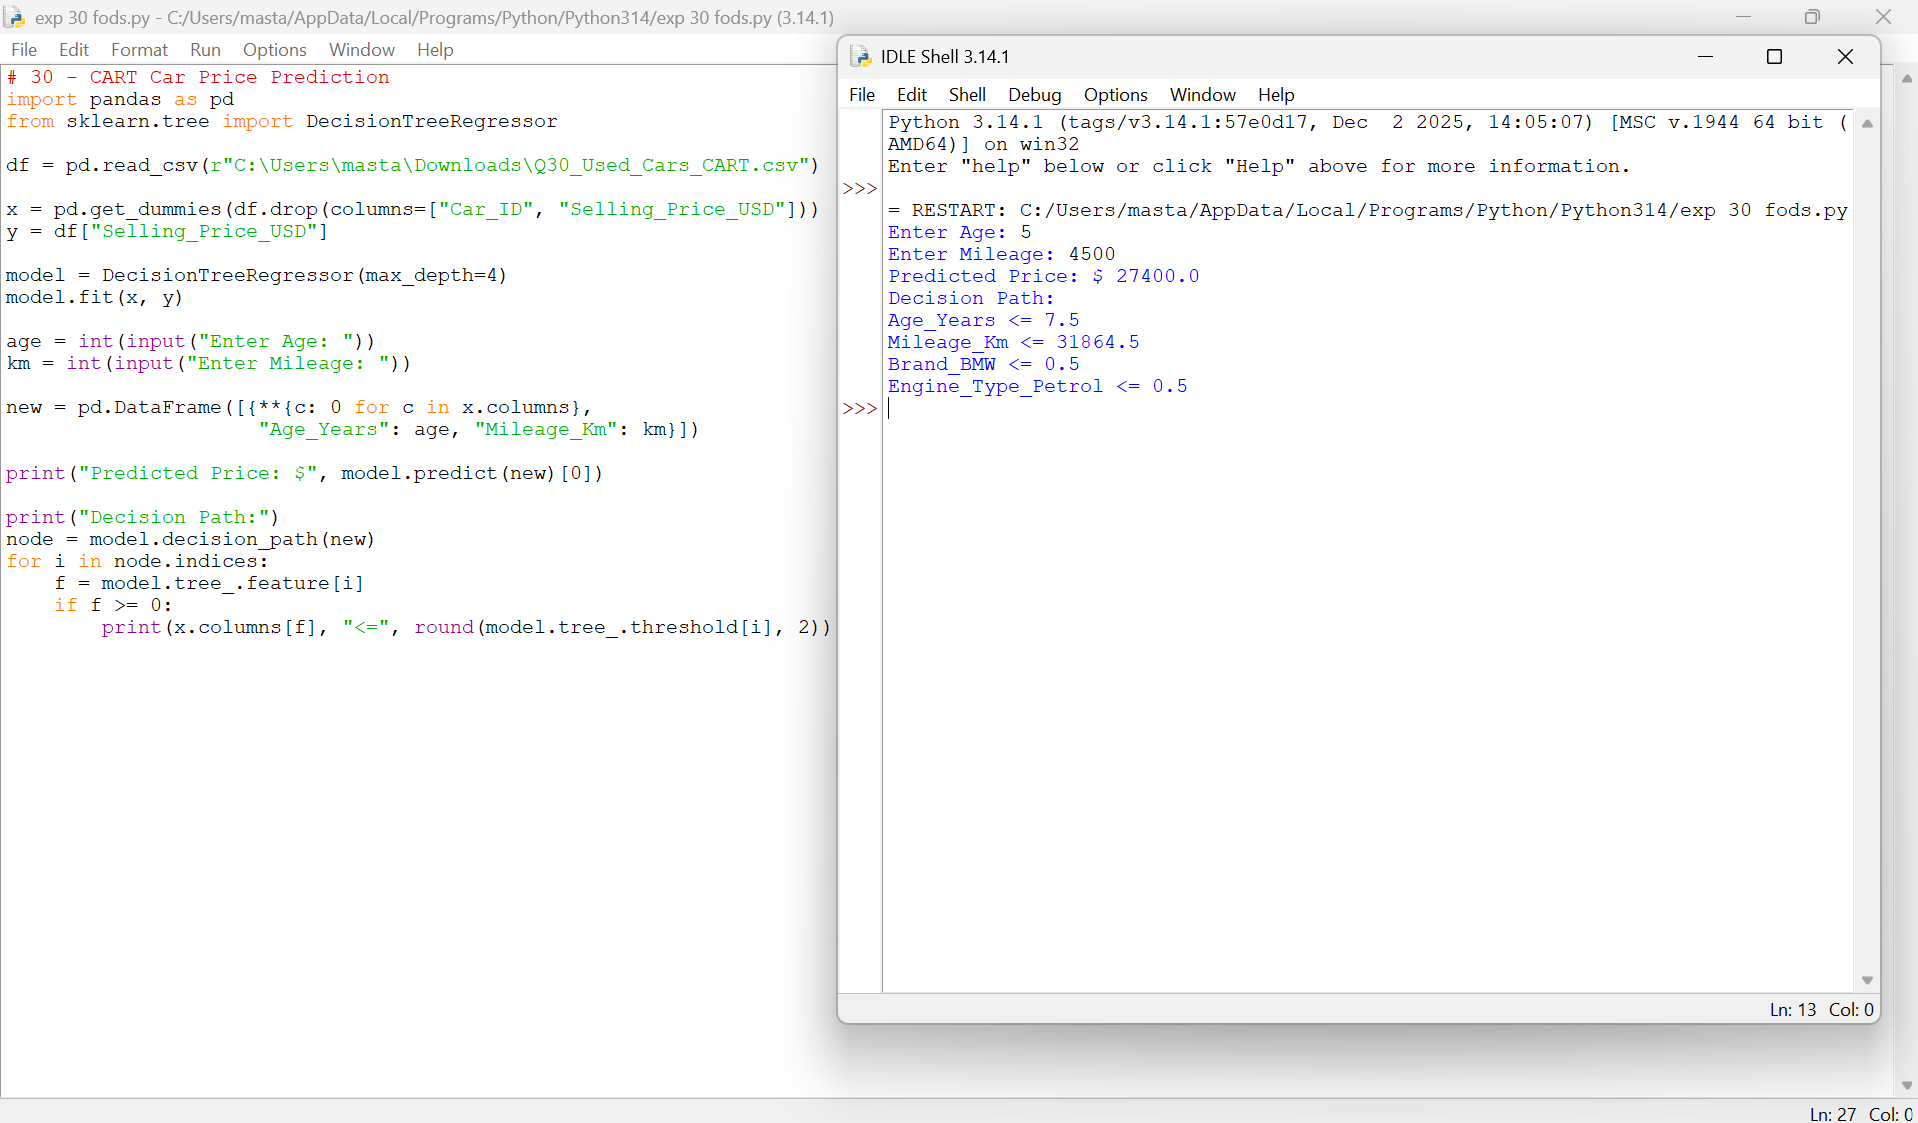 exp 30 fods.py - C:/Users/masta/AppData/Local/Programs/Python/Python314/exp 30 fods.py (3.14.1)
File Edit Format Run Options Window Help
# 30 - CART Car Price Prediction
import pandas as pd
from sklearn.tree import DecisionTreeRegressor
df = pd.read_csv(r"C:\Users\masta\Downloads\Q30_Used_Cars_CART.csv")
x = pd.get_dummies(df.drop(columns=["Car_ID", "Selling_Price_USD"]))
y = df["Selling_Price_USD"]
model = DecisionTreeRegressor(max_depth=4)
model.fit(x, y)
age = int(input("Enter Age: "))
km = int(input("Enter Mileage: "))
new = pd.DataFrame([{**{c: 0 for c in x.columns},
                     "Age_Years": age, "Mileage_Km": km}])
print("Predicted Price: $", model.predict(new)[0])
print("Decision Path:")
node = model.decision_path(new)
for i in node.indices:
    f = model.tree_.feature[i]
    if f >= 0:
        print(x.columns[f], "<=", round(model.tree_.threshold[i], 2))
Ln: 27 Col: 0
IDLE Shell 3.14.1
File Edit Shell Debug Options Window Help
Python 3.14.1 (tags/v3.14.1:57e0d17, Dec  2 2025, 14:05:07) [MSC v.1944 64 bit (
AMD64)] on win32
Enter "help" below or click "Help" above for more information.
>>>
= RESTART: C:/Users/masta/AppData/Local/Programs/Python/Python314/exp 30 fods.py
Enter Age: 5
Enter Mileage: 4500
Predicted Price: $ 27400.0
Decision Path:
Age_Years <= 7.5
Mileage_Km <= 31864.5
Brand_BMW <= 0.5
Engine_Type_Petrol <= 0.5
>>>
Ln: 13 Col: 0